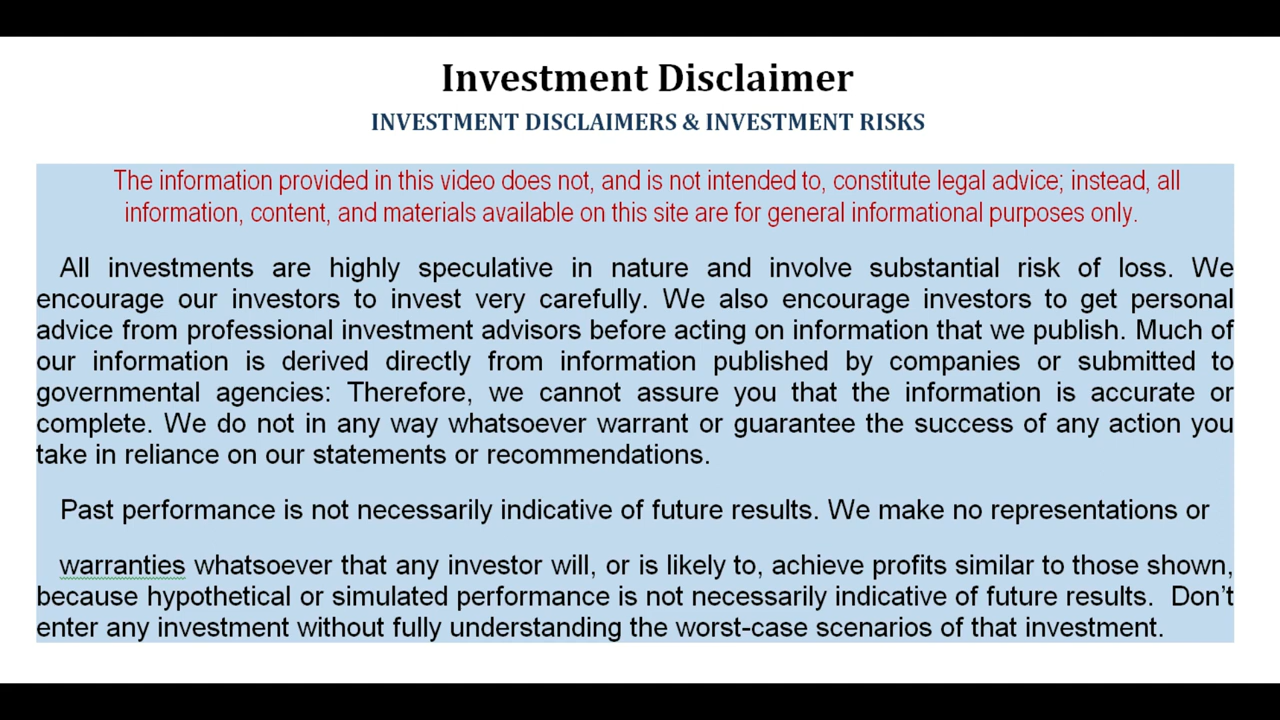 Investment Disclaimer
INVESTMENT DISCLAIMERS & INVESTMENT RISKS
The information provided in this video does not, and is not intended to, constitute legal advice; instead, all
information, content, and materials available on this site are for general informational purposes only.
All investments are highly speculative in nature and involve substantial risk of loss. We
encourage our investors to invest very carefully. We also encourage investors to get personal
advice from professional investment advisors before acting on information that we publish. Much of
our information is derived directly from information published by companies or submitted to
governmental agencies: Therefore, we cannot assure you that the information is accurate or
complete. We do not in any way whatsoever warrant or guarantee the success of any action you
take in reliance on our statements or recommendations.
Past performance is not necessarily indicative of future results. We make no representations or
warranties whatsoever that any investor will, or is likely to, achieve profits similar to those shown,
because hypothetical or simulated performance is not necessarily indicative of future results.  Don’t
enter any investment without fully understanding the worst-case scenarios of that investment.